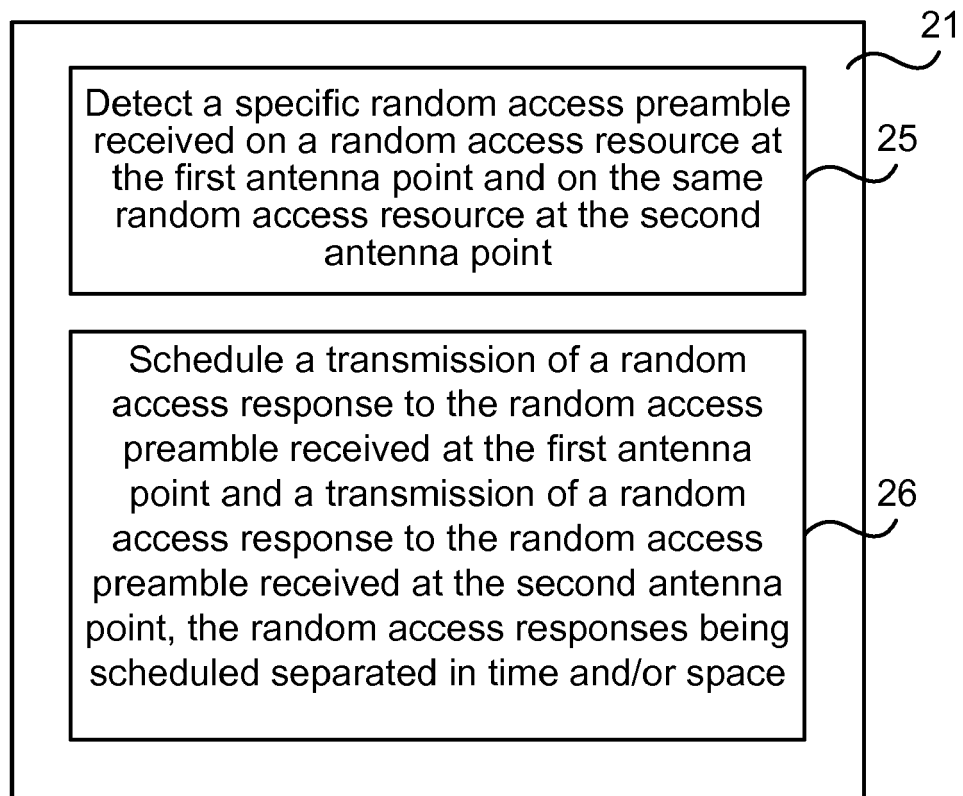 21
Detect a specific random access preamble
received on a random access resource at
the first antenna point and on the same
random access resource at the second
antenna point
25
Schedule a transmission of a random
access response to the random access
preamble received at the first antenna
point and a transmission of a random
access response to the random access
preamble received at the second antenna
point, the random access responses being
scheduled separated in time and/or space
26